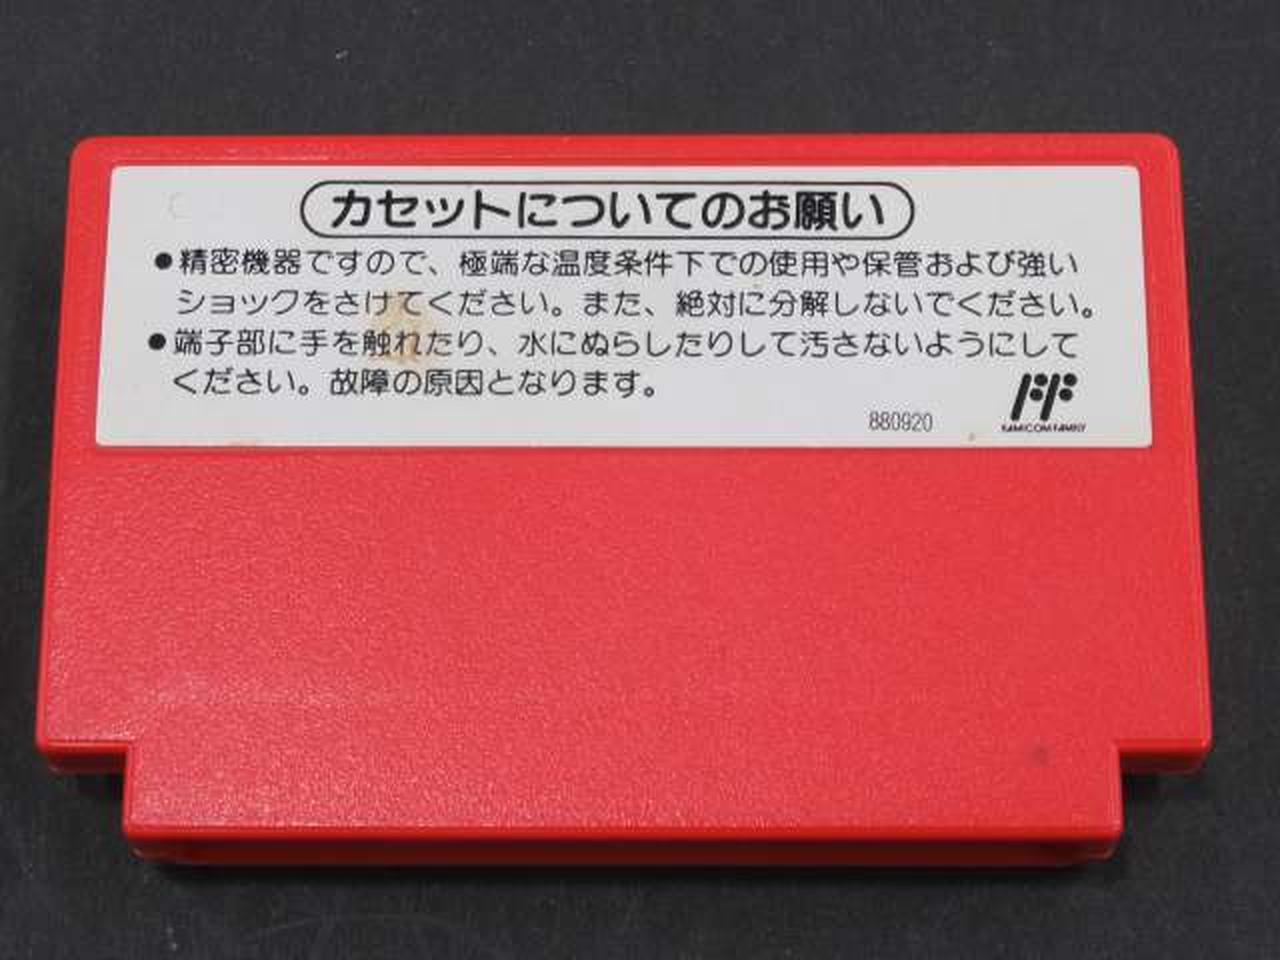 カセットについてのお願い
●精密機器ですので、極端な温度条件下での使用や保管および強い
ショックをさけてください。また、絶対に分解しないでください。
●端子部に手を触れたり、水にぬらしたりして汚さないようにして
ください。故障の原因となります。
880920
FAMICOM FAMILY